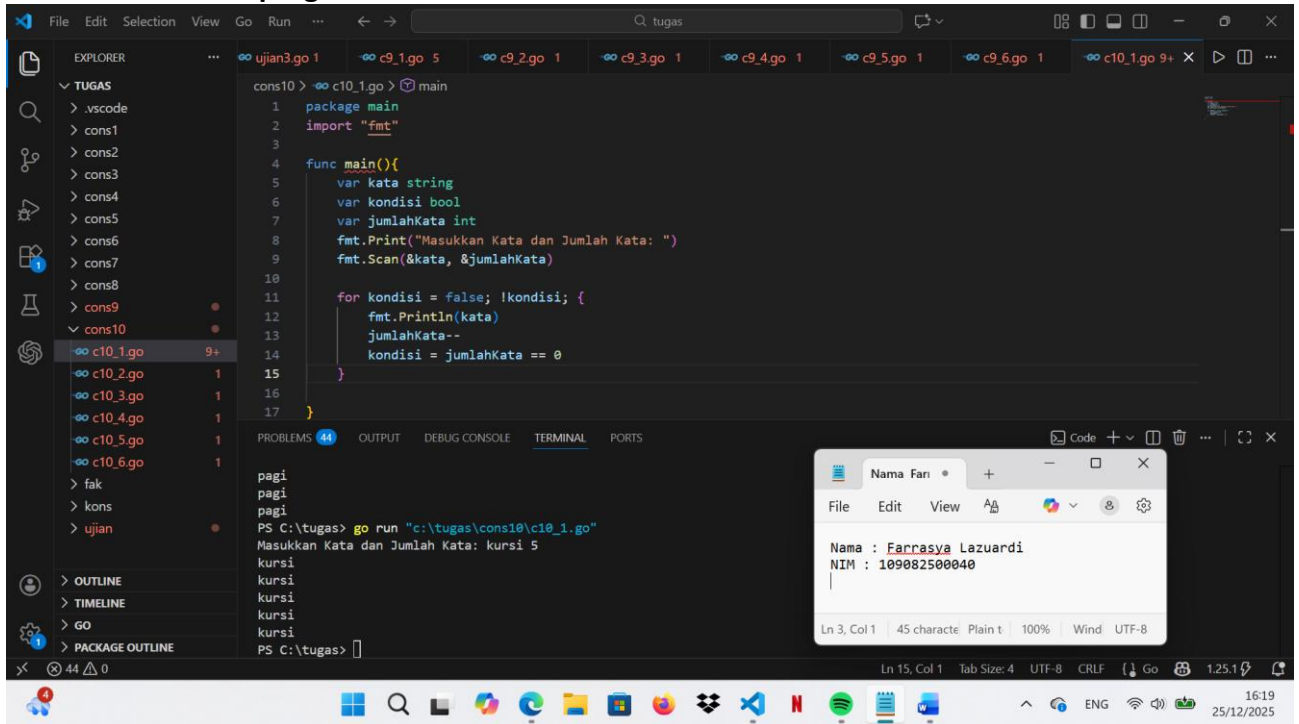 File Edit Selection View Go Run ··· tugas
EXPLORER ··· ujian3.go 1 c9_1.go 5 c9_2.go 1 c9_3.go 1 c9_4.go 1 c9_5.go 1 c9_6.go 1 c10_1.go 9+
TUGAS
.vscode
cons1
cons2
cons3
cons4
cons5
cons6
cons7
cons8
cons9
cons10
c10_1.go 9+
c10_2.go 1
c10_3.go 1
c10_4.go 1
c10_5.go 1
c10_6.go 1
fak
kons
ujian
OUTLINE
TIMELINE
GO
PACKAGE OUTLINE
1
1
cons10 > c10_1.go > main
1 package main
2 import "fmt"
3
4 func main(){
5 var kata string
6 var kondisi bool
7 var jumlahKata int
8 fmt.Print("Masukkan Kata dan Jumlah Kata: ")
9 fmt.Scan(&kata, &jumlahKata)
10
11 for kondisi = false; !kondisi; {
12 fmt.Println(kata)
13 jumlahKata--
14 kondisi = jumlahKata == 0
15 }
16
17 }
PROBLEMS 44 OUTPUT DEBUG CONSOLE TERMINAL PORTS Code
pagi
pagi
pagi
PS C:\tugas> go run "c:\tugas\cons10\c10_1.go"
Masukkan Kata dan Jumlah Kata: kursi 5
kursi
kursi
kursi
kursi
kursi
PS C:\tugas>
Nama Farr
File Edit View
Nama : Farrasya Lazuardi
NIM : 109082500040
Ln 3, Col 1 45 characte Plain t 100% Wind UTF-8
44 0 Ln 15, Col 1 Tab Size: 4 UTF-8 CRLF Go 1.25.1
ENG 16:19
25/12/2025